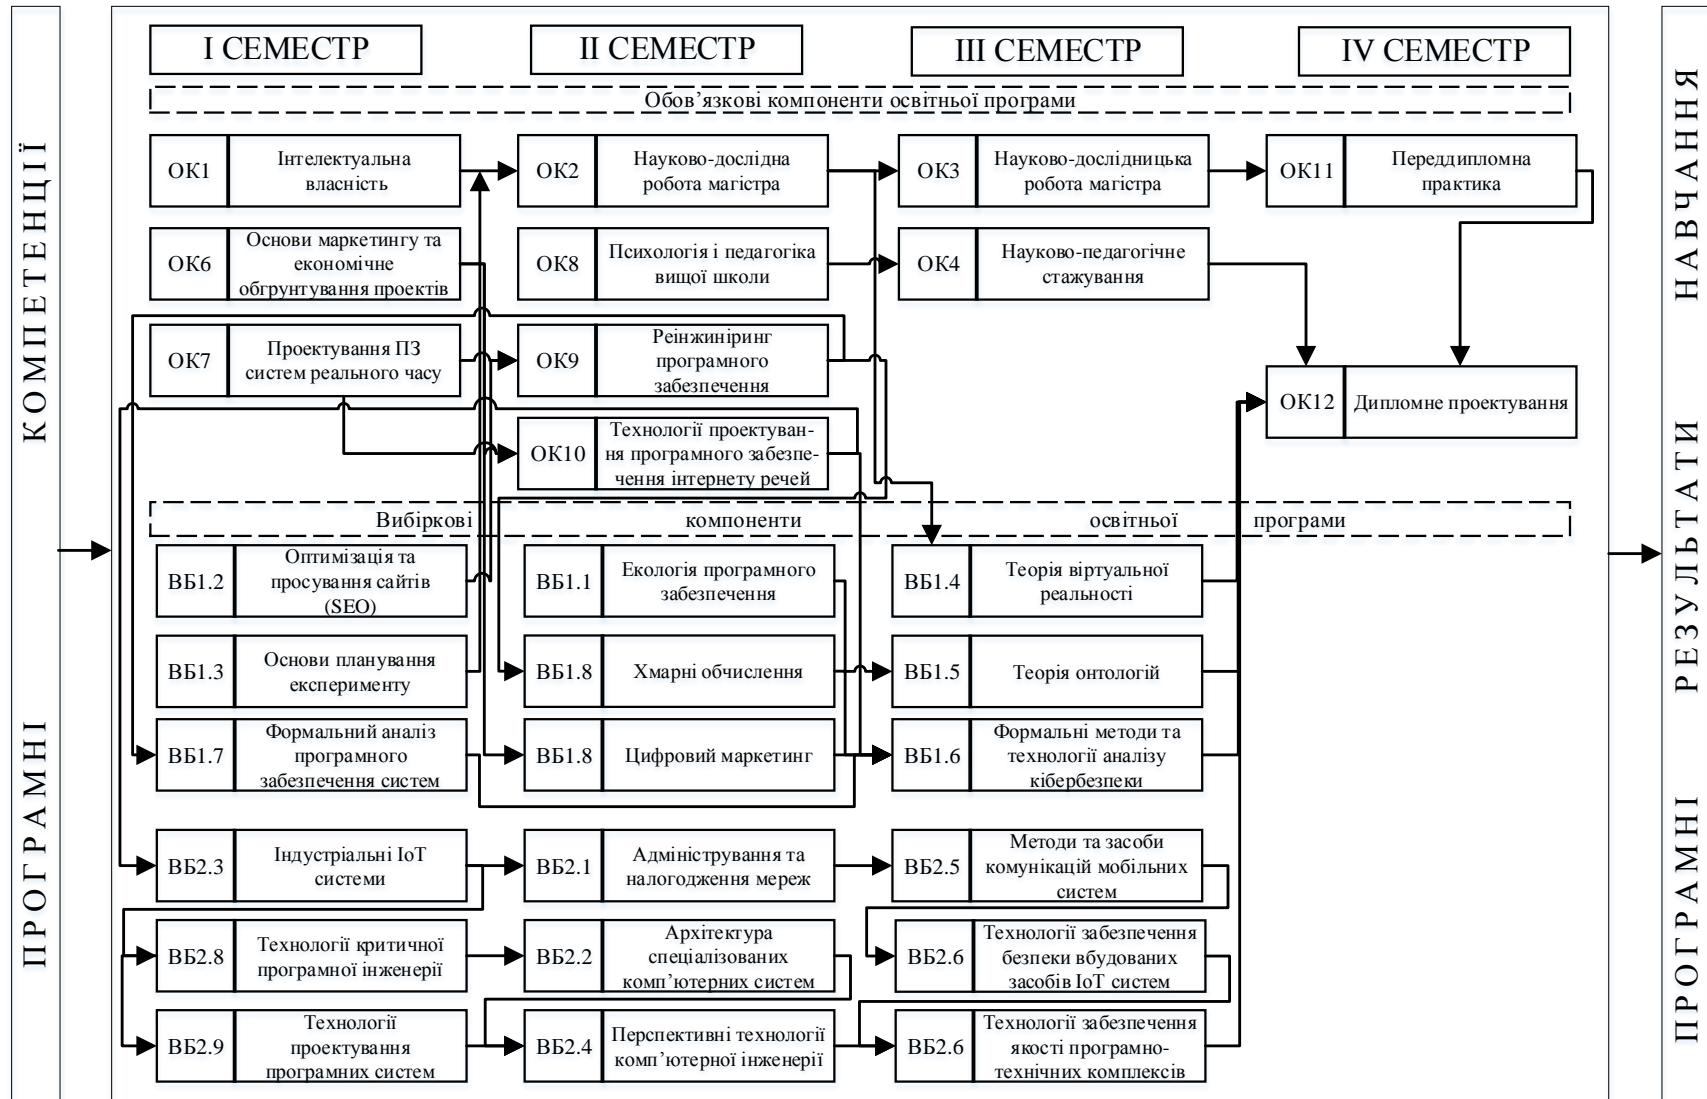 ПРОГРАМНІ КОМПЕТЕНЦІЇ
І СЕМЕСТР
ІІ СЕМЕСТР
ІІІ СЕМЕСТР
IV СЕМЕСТР
Обов’язкові компоненти освітньої програми
ОК1
Інтелектуальна
власність
ОК2
Науково-дослідна
робота магістра
ОК3
Науково-дослідницька
робота магістра
ОК11
Переддипломна
практика
ОК6
Основи маркетингу та
економічне
обгрунтування проектів
ОК8
Психологія і педагогіка
вищої школи
ОК4
Науково-педагогічне
стажування
ОК7
Проектування ПЗ
систем реального часу
ОК9
Реінжиніринг
програмного
забезпечення
ОК12
Дипломне проектування
ОК10
Технології проектуван-
ня програмного забезпе-
чення інтернету речей
Вибіркові компоненти освітньої програми
ВБ1.2
Оптимізація та
просування сайтів
(SEO)
ВБ1.1
Екологія програмного
забезпечення
ВБ1.4
Теорія віртуальної
реальності
ВБ1.3
Основи планування
експерименту
ВБ1.8
Хмарні обчислення
ВБ1.5
Теорія онтологій
ВБ1.7
Формальний аналіз
програмного
забезпечення систем
ВБ1.8
Цифровий маркетинг
ВБ1.6
Формальні методи та
технології аналізу
кібербезпеки
ВБ2.3
Індустріальні ІоТ
системи
ВБ2.1
Адміністрування та
налогодження мереж
ВБ2.5
Методи та засоби
комунікацій мобільних
систем
ВБ2.8
Технології критичної
програмної інженерії
ВБ2.2
Архітектура
спеціалізованих
комп’ютерних систем
ВБ2.6
Технології забезпечення
безпеки вбудованих
засобів ІоТ систем
ВБ2.9
Технології
проектування
програмних систем
ВБ2.4
Перспективні технології
комп’ютерної інженерії
ВБ2.6
Технології забезпечення
якості програмно-
технічних комплексів
ПРОГРАМНІ РЕЗУЛЬТАТИ НАВЧАННЯ